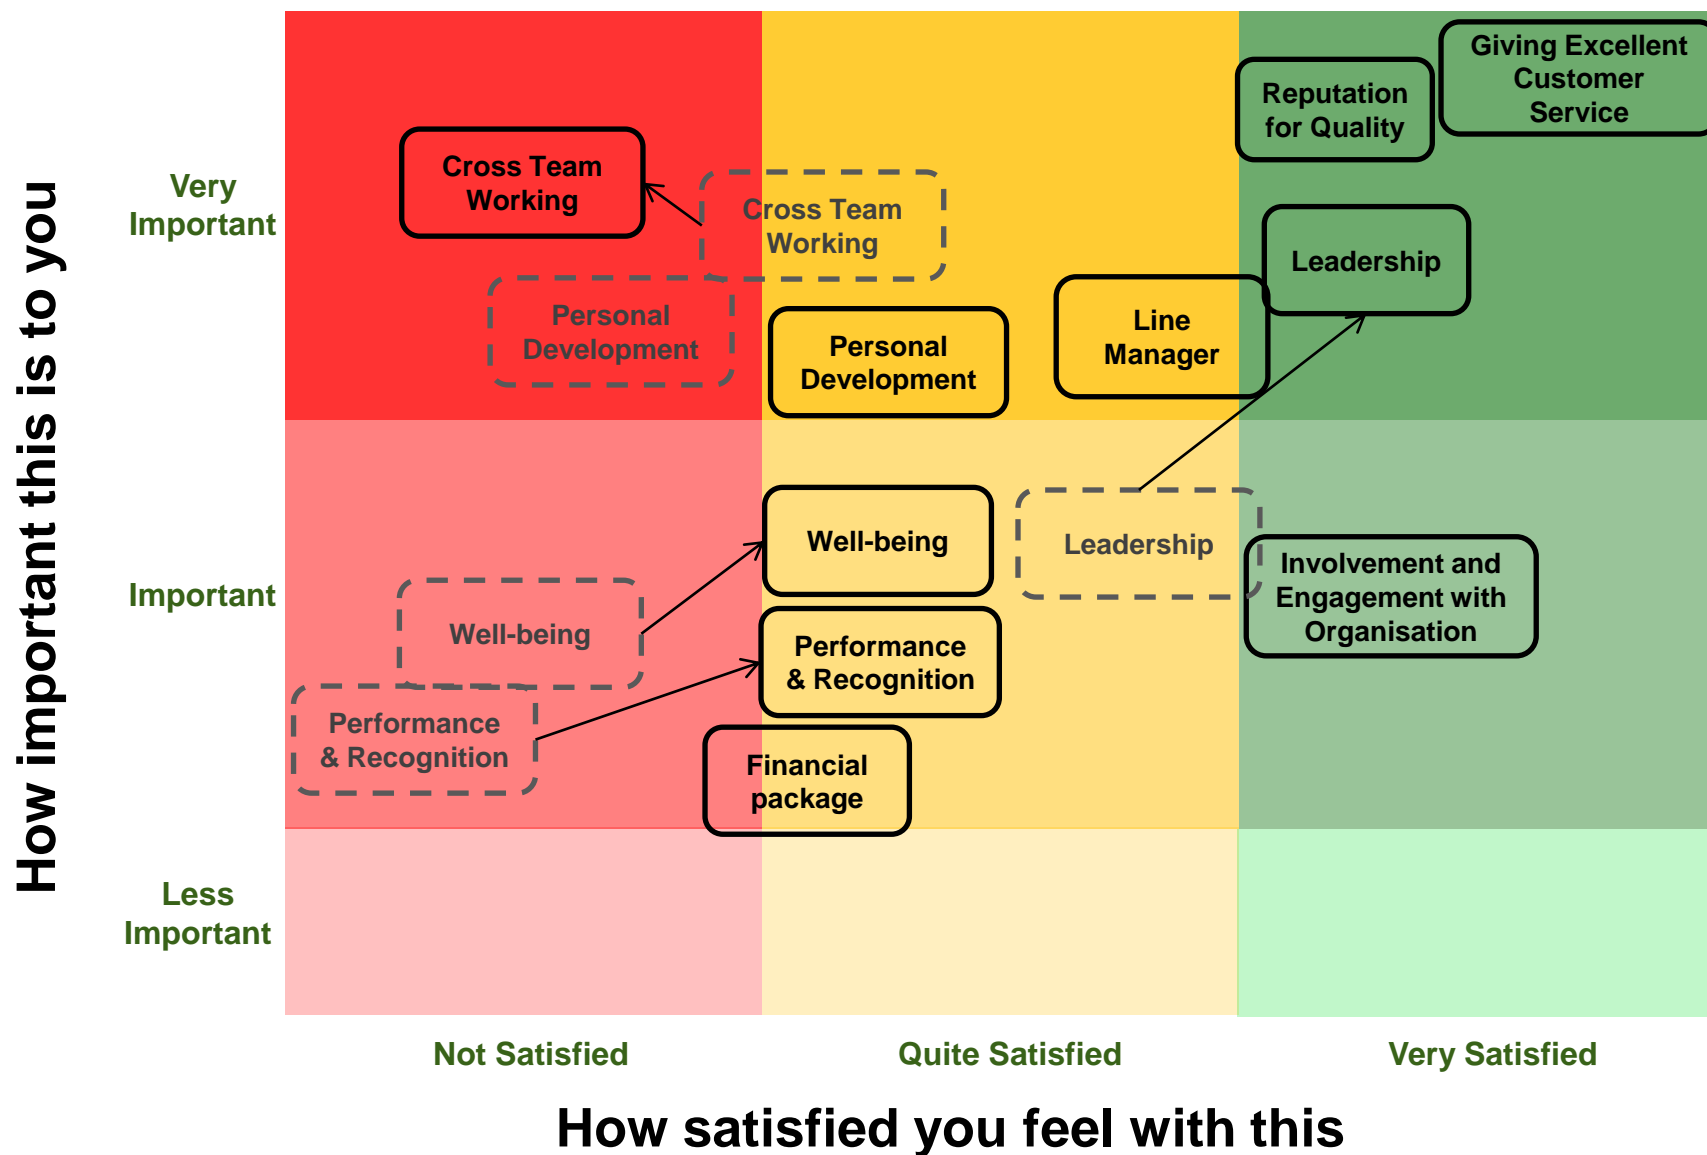 How important this is to you
Very
Important
Important
Less
Important
Giving Excellent
Customer
Service
Reputation
for Quality
Cross Team
Working
Cross Team
Working
Leadership
Personal
Development
Personal
Development
Line
Manager
Well-being
Leadership
Involvement and
Engagement with
Organisation
Well-being
Performance
& Recognition
Performance
& Recognition
Financial
package
Not Satisfied
Quite Satisfied
Very Satisfied
How satisfied you feel with this